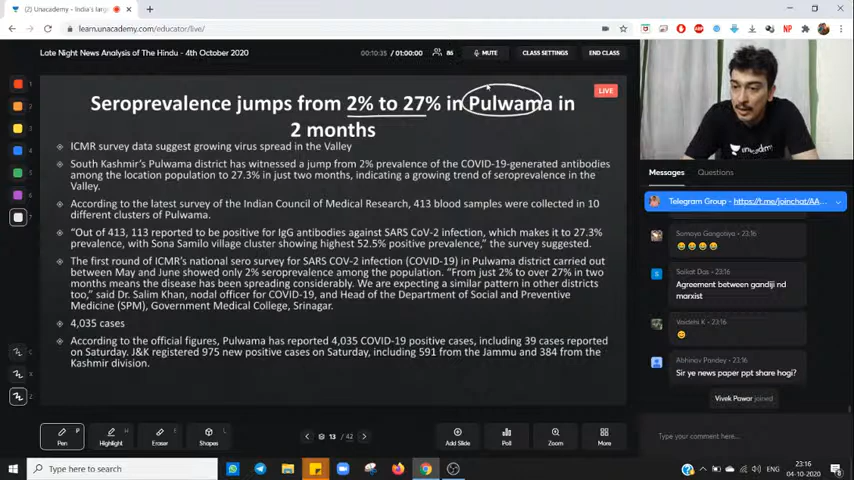 Unacademy - India's larg
learn.unacademy.com/educator/live/
Late Night News Analysis of The Hindu - 4th October 2020
00:10:35 / 01:00:00
86
MUTE
CLASS SETTINGS
END CLASS
LIVE
Seroprevalence jumps from 2% to 27% in Pulwama in
2 months
ICMR survey data suggest growing virus spread in the Valley
South Kashmir's Pulwama district has witnessed a jump from 2% prevalence of the COVID-19-generated antibodies
among the location population to 27.3% in just two months, indicating a growing trend of seroprevalence in the
Valley.
According to the latest survey of the Indian Council of Medical Research, 413 blood samples were collected in 10
different clusters of Pulwama.
"Out of 413, 113 reported to be positive for IgG antibodies against SARS CoV-2 infection, which makes it to 27.3%
prevalence, with Sona Samilo village cluster showing highest 52.5% positive prevalence," the survey suggested.
The first round of ICMR's national sero survey for SARS COV-2 infection (COVID-19) in Pulwama district carried out
between May and June showed only 2% seroprevalence among the population. "From just 2% to over 27% in two
months means the disease has been spreading considerably. We are expecting a similar pattern in other districts
too," said Dr. Salim Khan, nodal officer for COVID-19, and Head of the Department of Social and Preventive
Medicine (SPM), Government Medical College, Srinagar.
4,035 cases
According to the official figures, Pulwama has reported 4,035 COVID-19 positive cases, including 39 cases reported
on Saturday. J&K registered 975 new positive cases on Saturday, including 591 from the Jammu and 384 from the
Kashmir division.
Pen
Highlight
Eraser
Shapes
13 / 42
Add Slide
Poll
Zoom
More
unacademy
Messages
Questions
Telegram Group - https://t.me/joinchat/AA...
Somaya Ganganiya · 23:16
Saikat Das · 23:16
Agreement between gandiji nd
marxist
Vaidehi K · 23:16
Abhinav Pandey · 23:16
Sir ye news paper ppt share hogi?
Vivek Pawar joined
Type your comment here...
Type here to search
ENG
23:16
04-10-2020